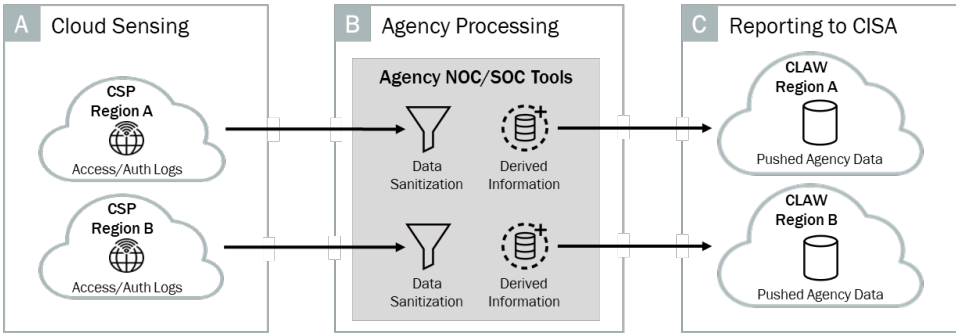 A Cloud Sensing
CSP
Region A
Access/Auth Logs
CSP
Region B
Access/Auth Logs
B Agency Processing
Agency NOC/SOC Tools
Data
Sanitization
Derived
Information
Data
Sanitization
Derived
Information
C Reporting to CISA
CLAW
Region A
Pushed Agency Data
CLAW
Region B
Pushed Agency Data